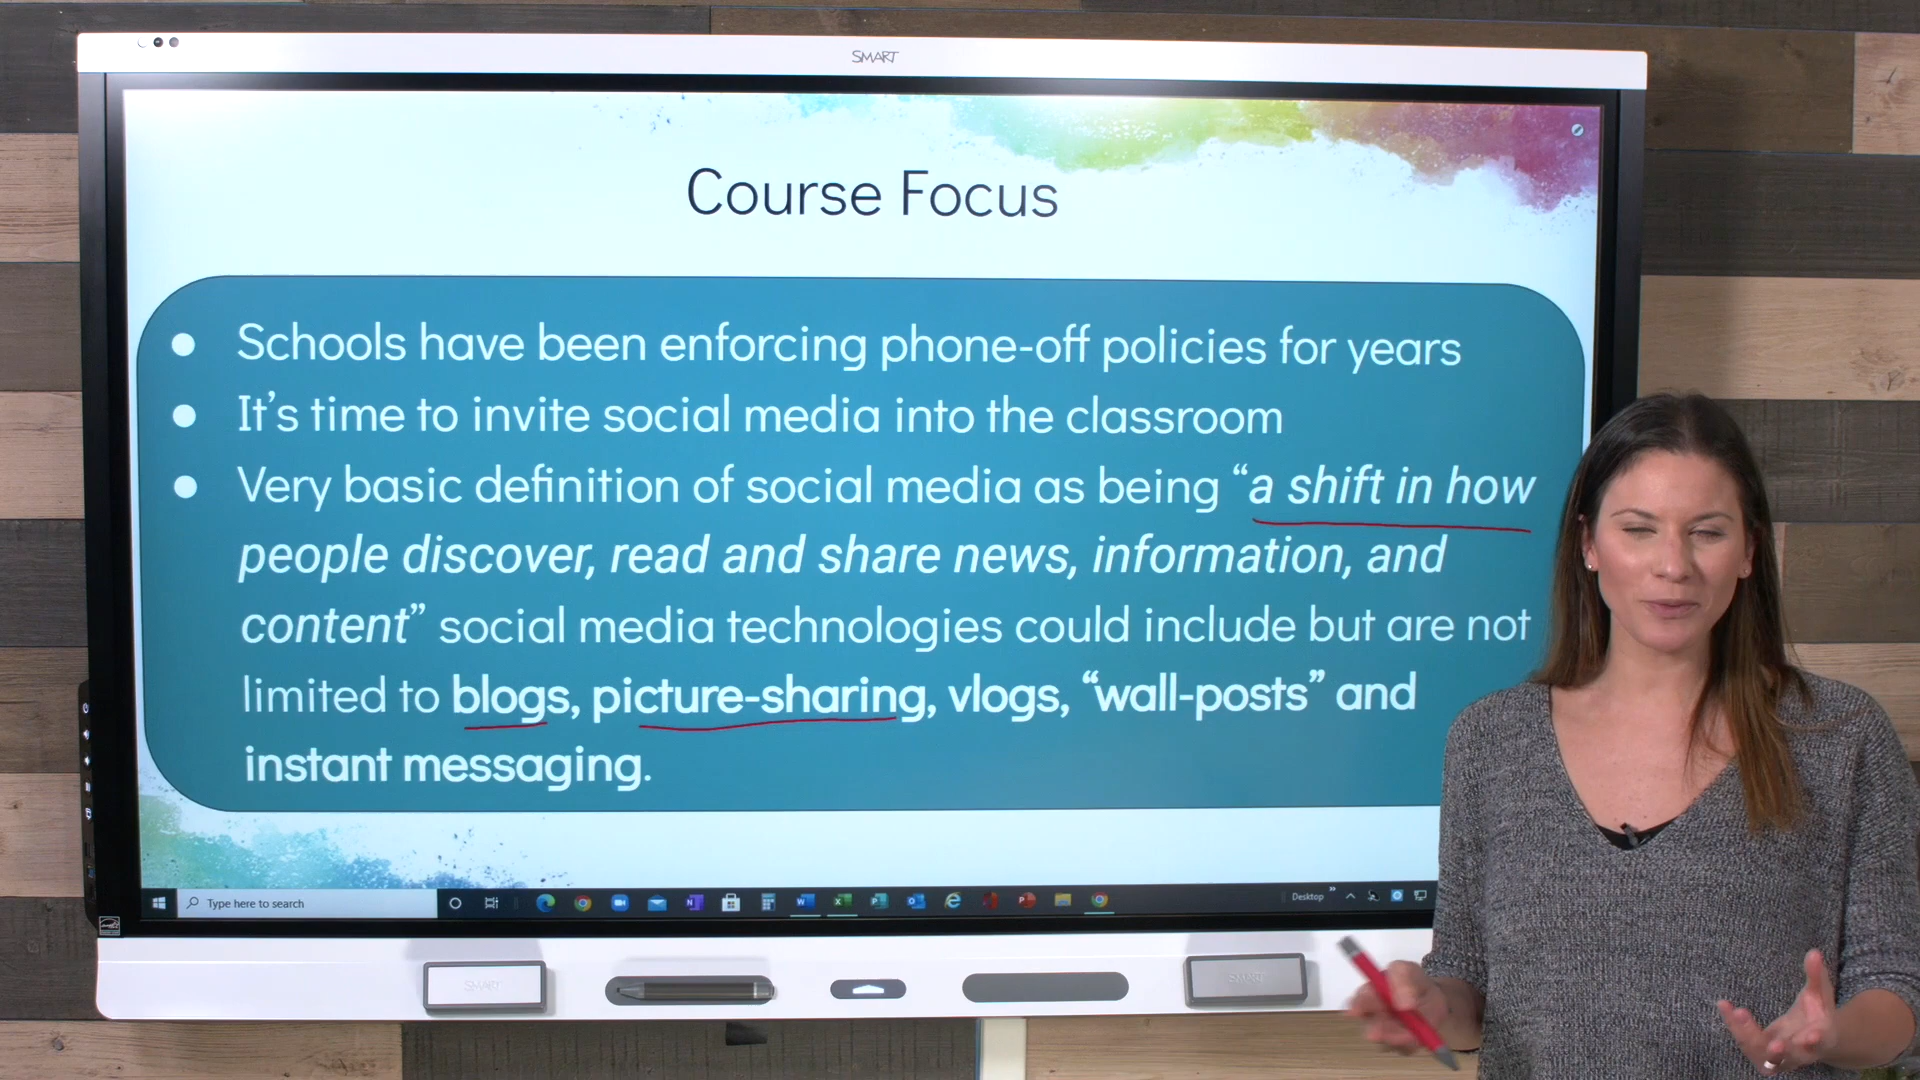 SMART
Course Focus
• Schools have been enforcing phone-off policies for years
• It's time to invite social media into the classroom
• Very basic definition of social media as being “a shift in how
people discover, read and share news, information, and
content” social media technologies could include but are not
limited to blogs, picture-sharing, vlogs, “wall-posts” and
instant messaging.
Type here to search
Desktop
SMART
SMART